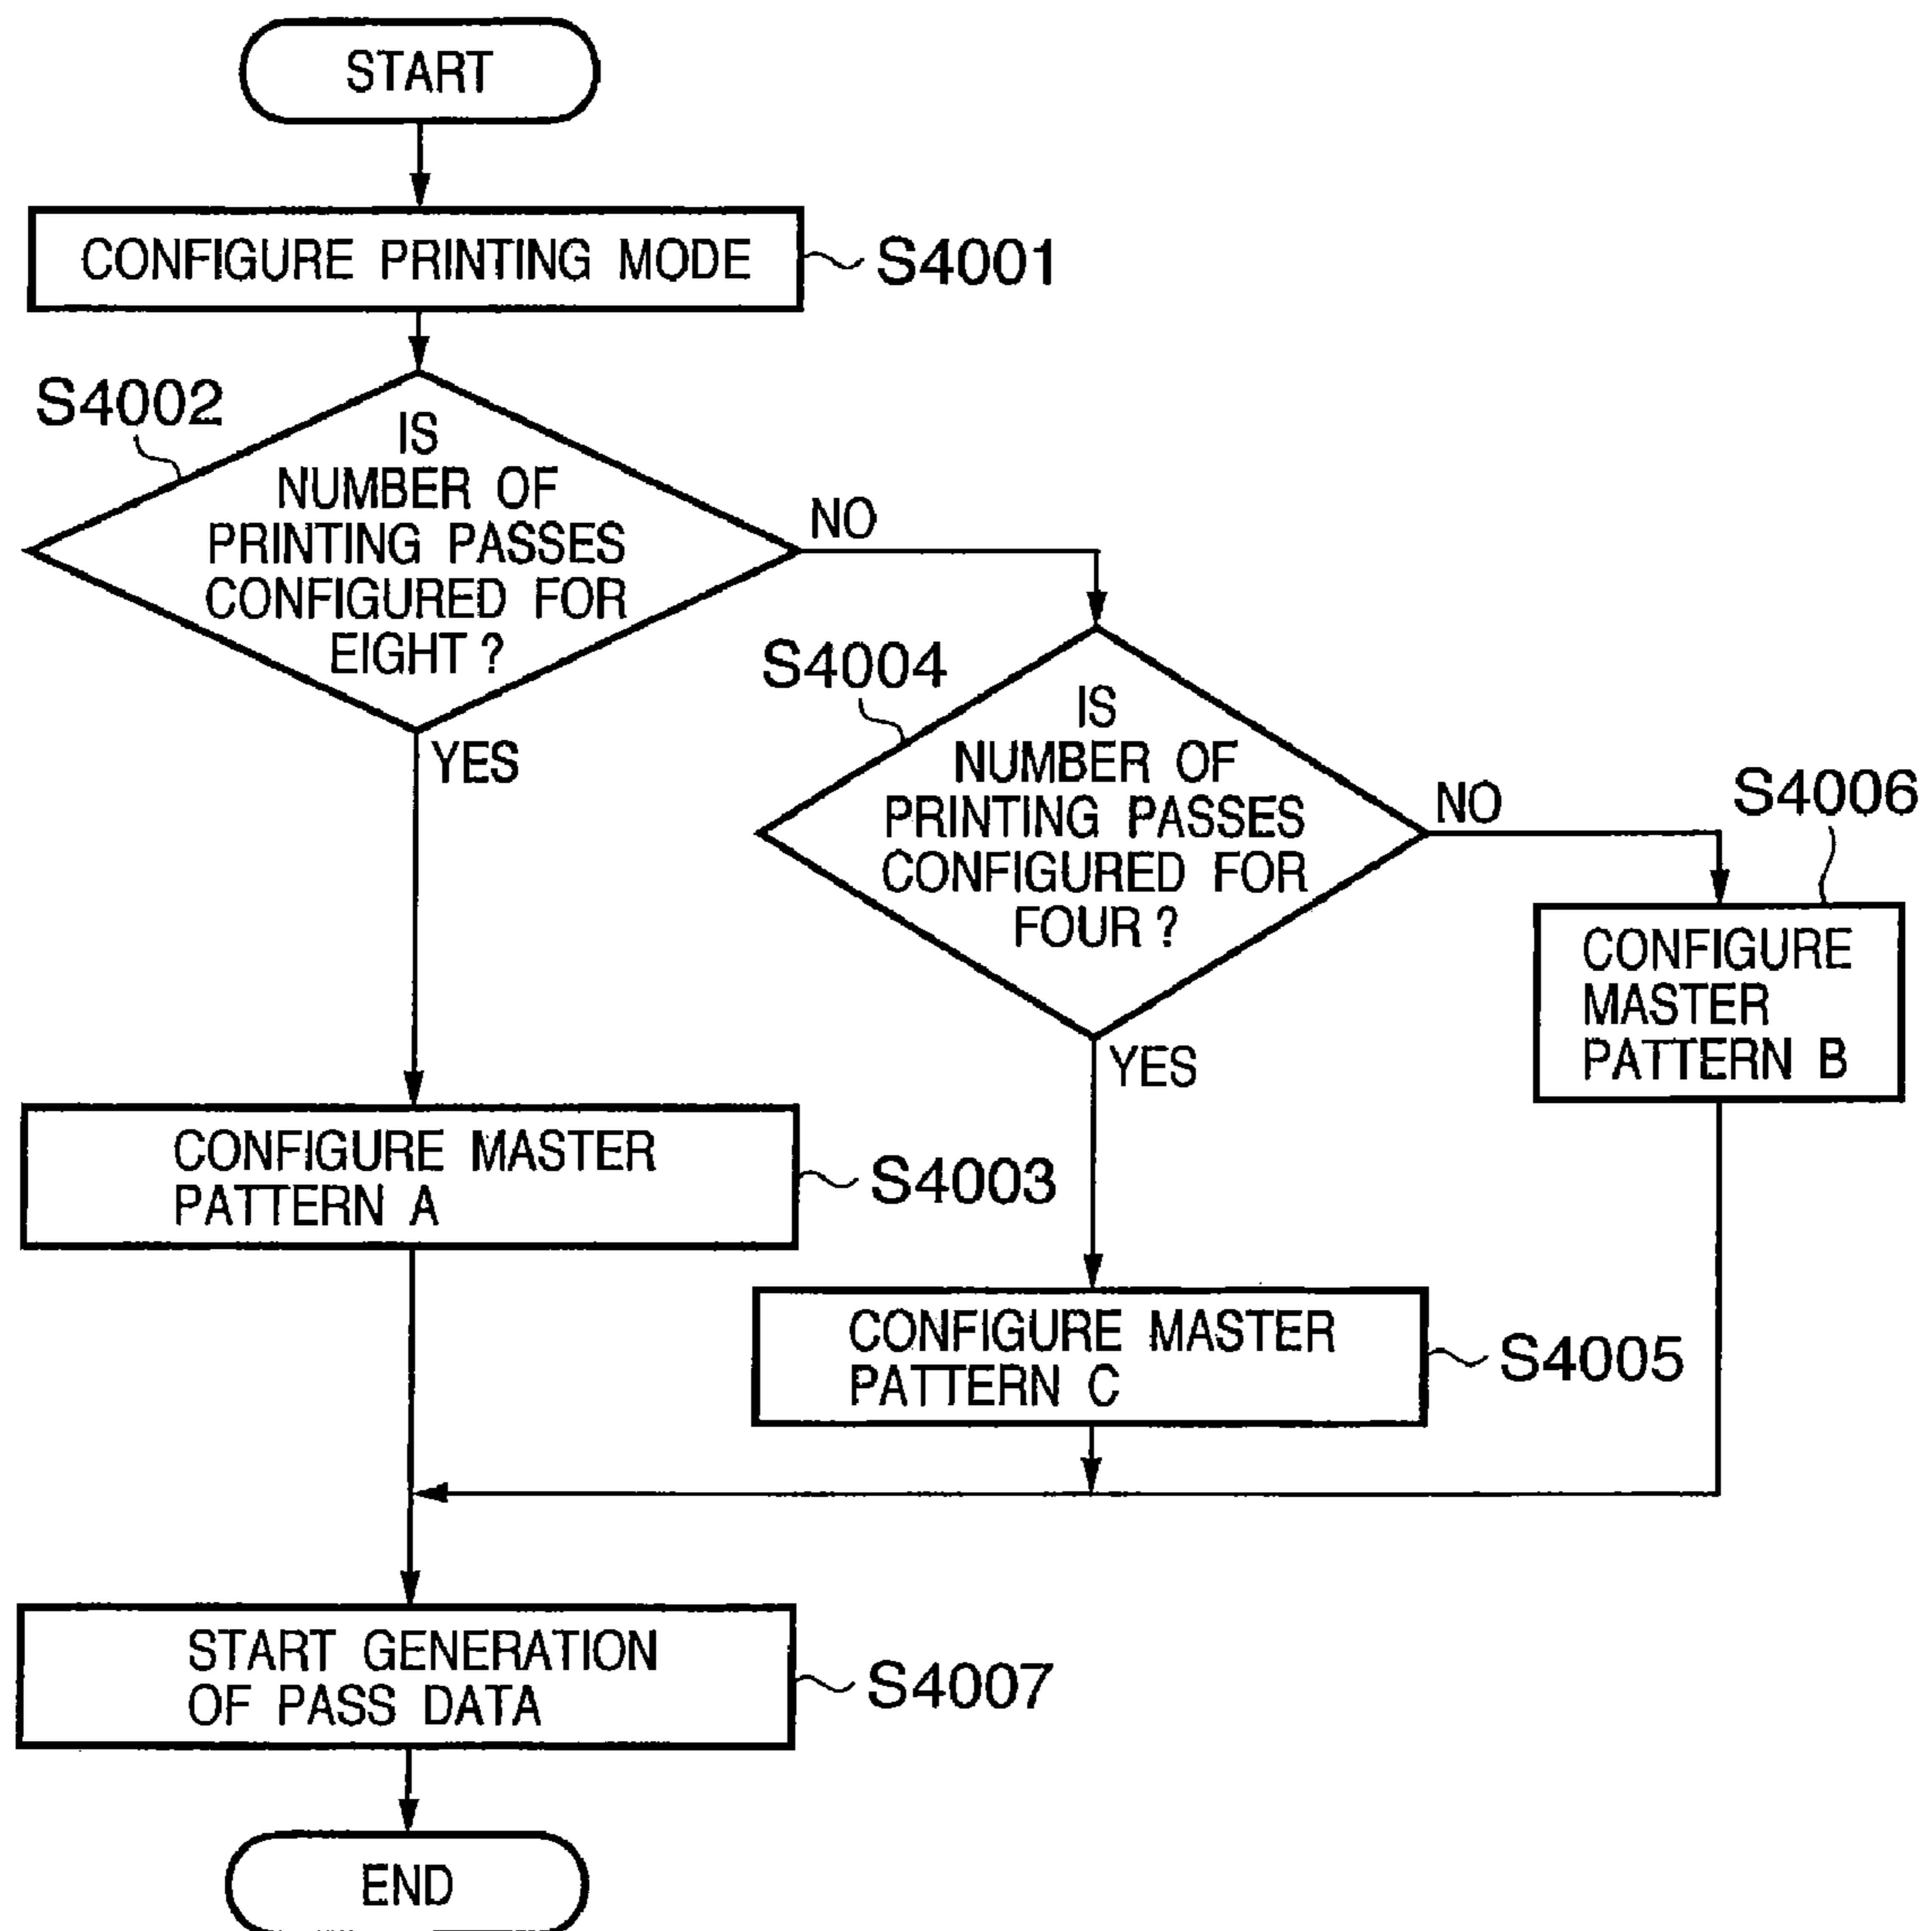 START
CONFIGURE PRINTING MODE
S4001
S4002
IS
NUMBER OF
PRINTING PASSES
CONFIGURED FOR
EIGHT ?
NO
YES
S4004
IS
NUMBER OF
PRINTING PASSES
CONFIGURED FOR
FOUR ?
NO
YES
S4006
CONFIGURE
MASTER
PATTERN B
CONFIGURE MASTER
PATTERN A
S4003
CONFIGURE MASTER
PATTERN C
S4005
START GENERATION
OF PASS DATA
S4007
END